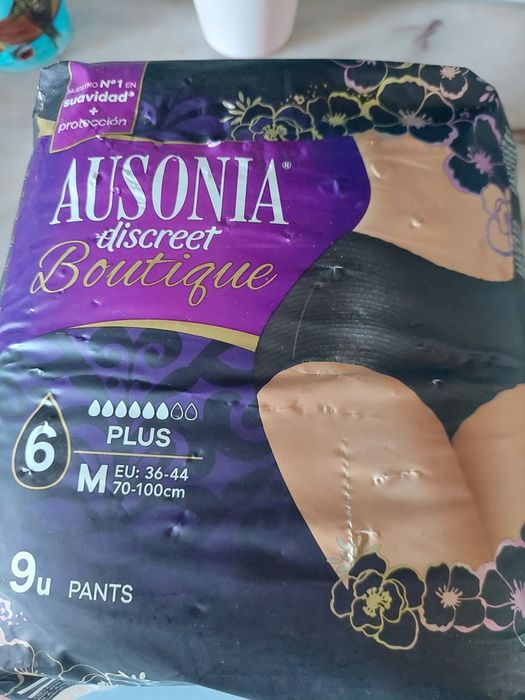 NUESTRO Nº1 EN
suavidad*
+
protección
AUSONIA®
discreet
Boutique
6
PLUS
M EU: 36-44
70-100cm
9u PANTS